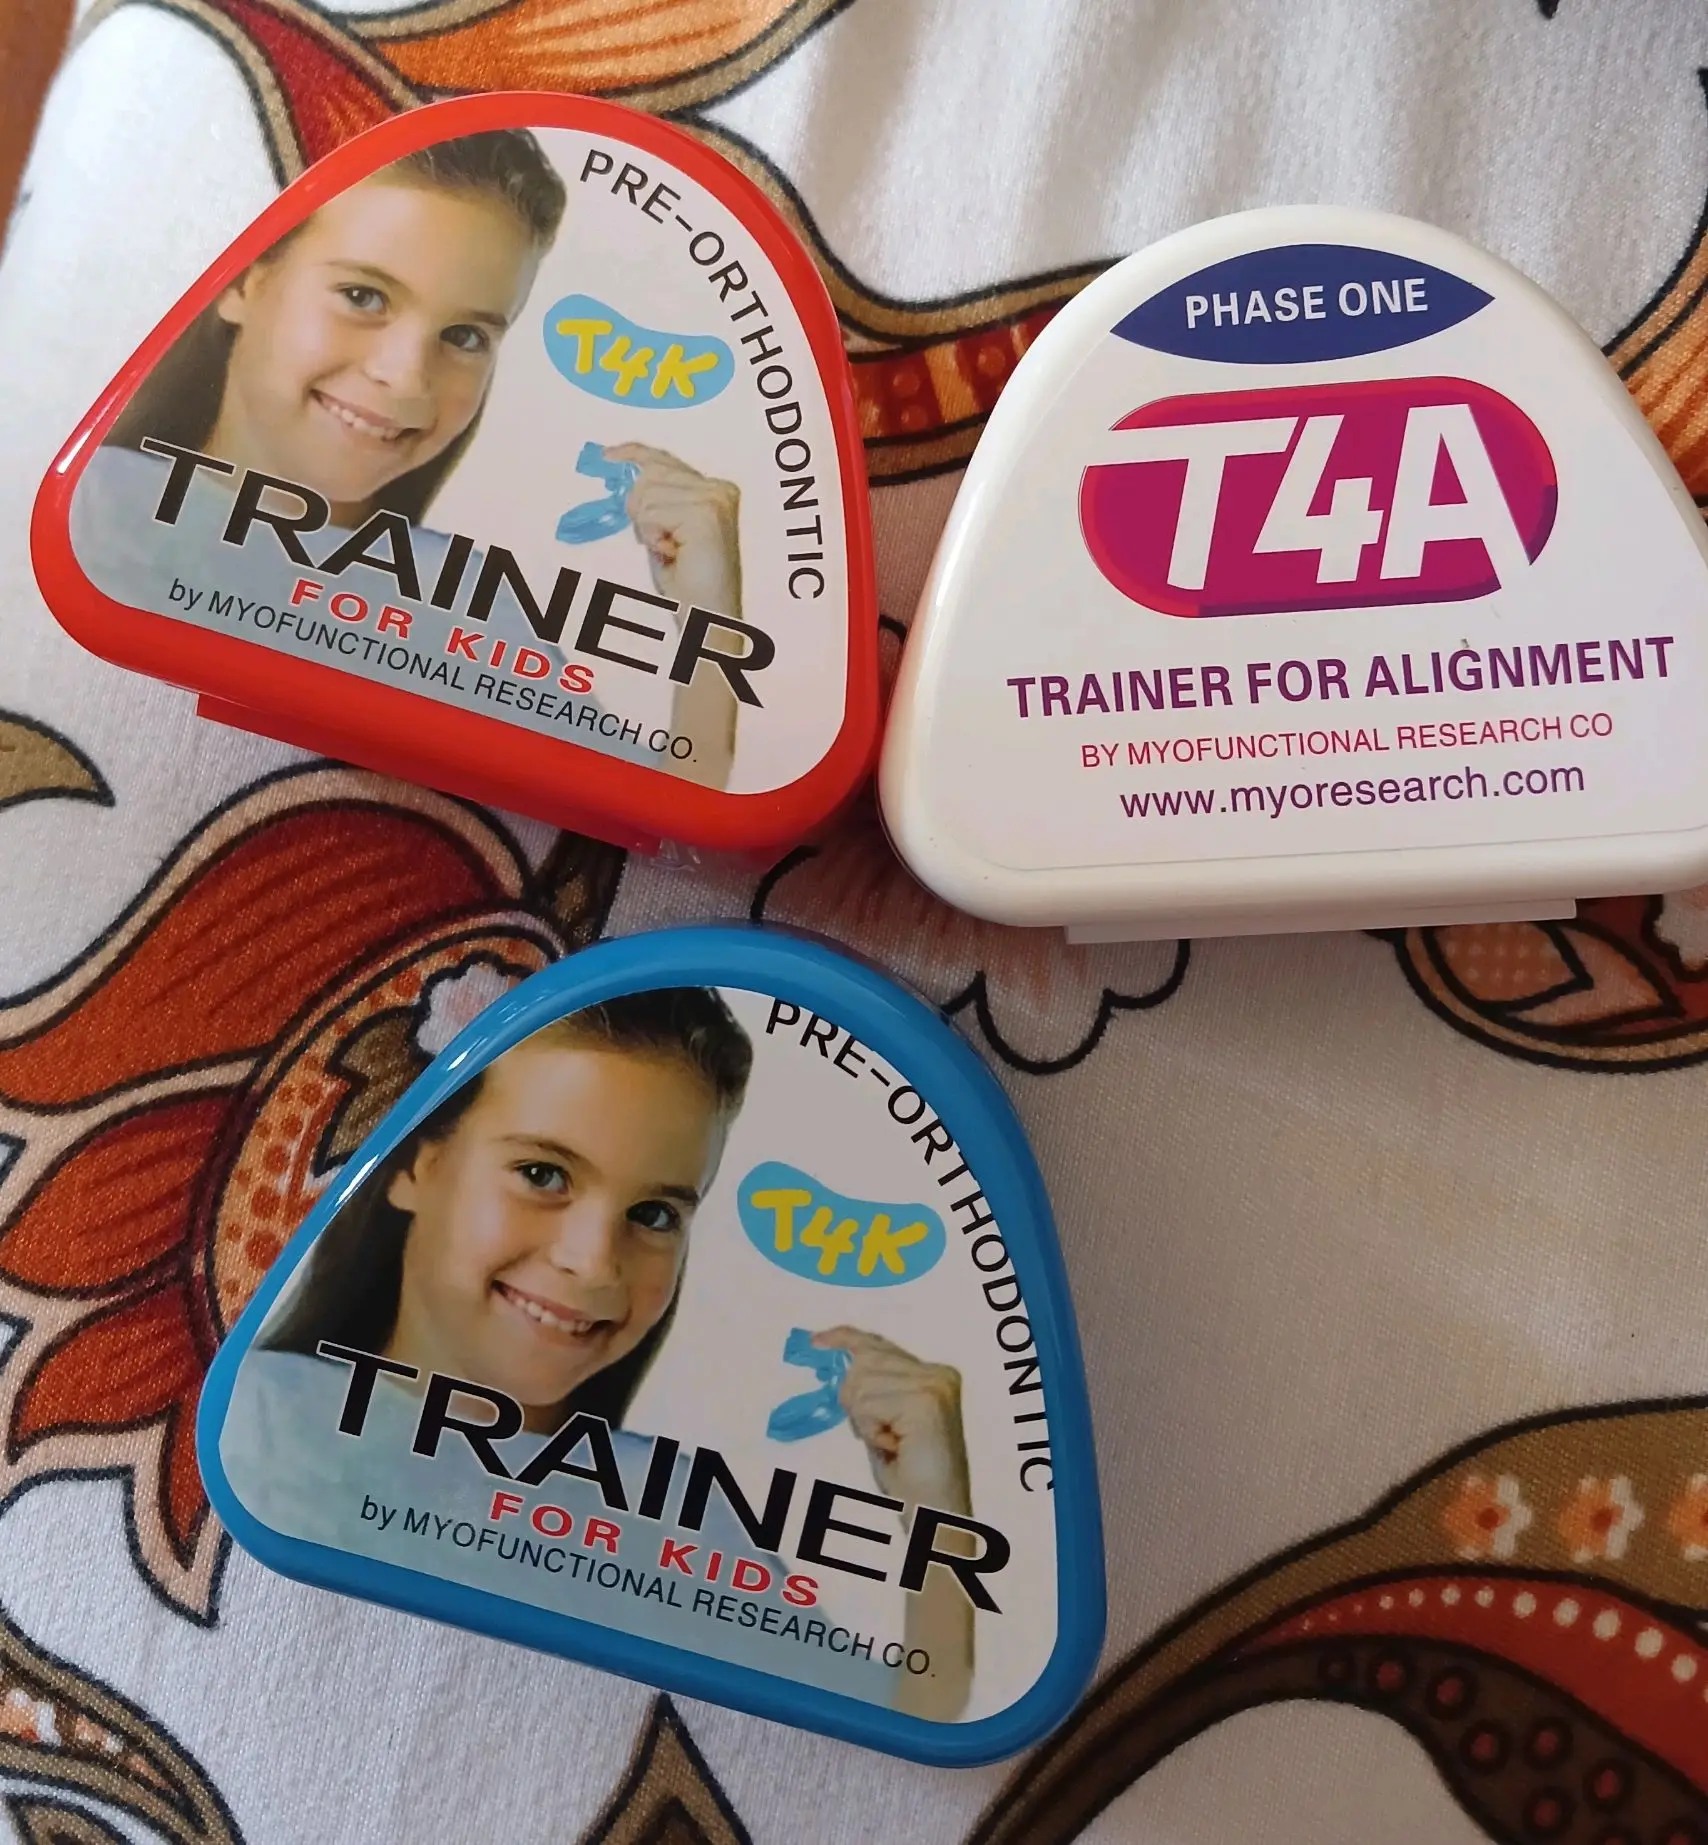 PRE-ORTHODONTIC
T4K
TRAINER
FOR KIDS
by MYOFUNCTIONAL RESEARCH CO.
PHASE ONE
T4A
TRAINER FOR ALIGNMENT
BY MYOFUNCTIONAL RESEARCH CO
www.myoresearch.com
PRE-ORTHODONTIC
T4K
TRAINER
FOR KIDS
by MYOFUNCTIONAL RESEARCH CO.